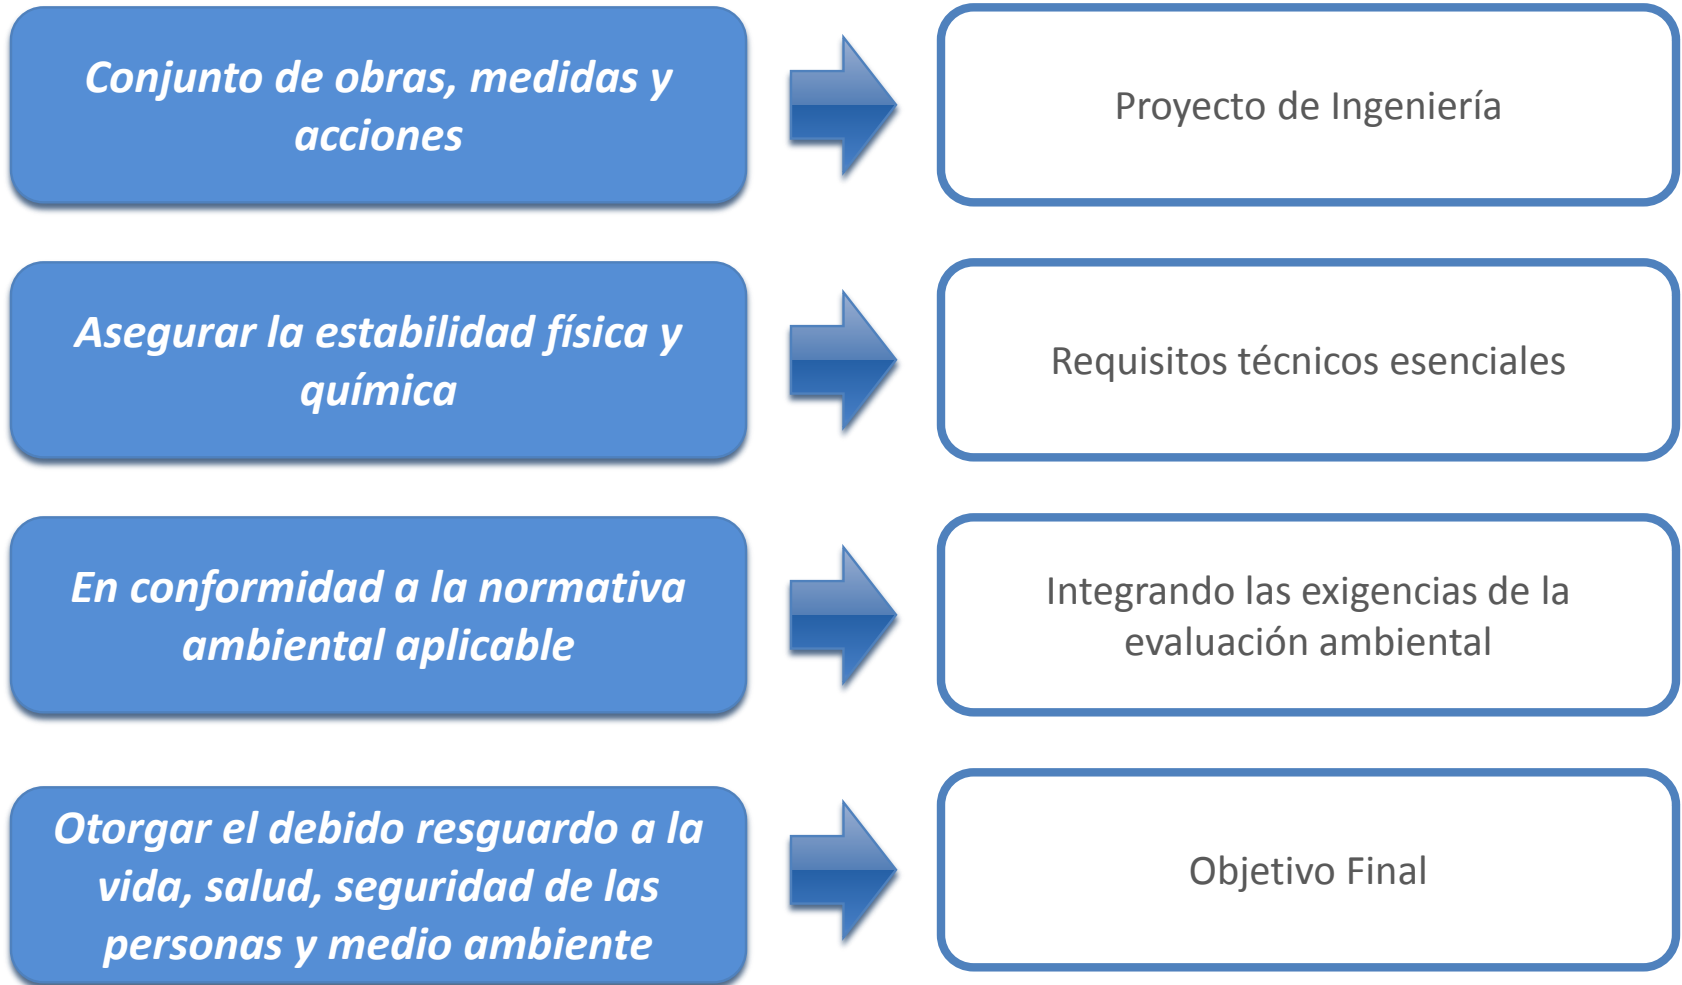 Conjunto de obras, medidas y
acciones
Proyecto de Ingeniería
Asegurar la estabilidad física y
química
Requisitos técnicos esenciales
En conformidad a la normativa
ambiental aplicable
Integrando las exigencias de la
evaluación ambiental
Otorgar el debido resguardo a la
vida, salud, seguridad de las
personas y medio ambiente
Objetivo Final